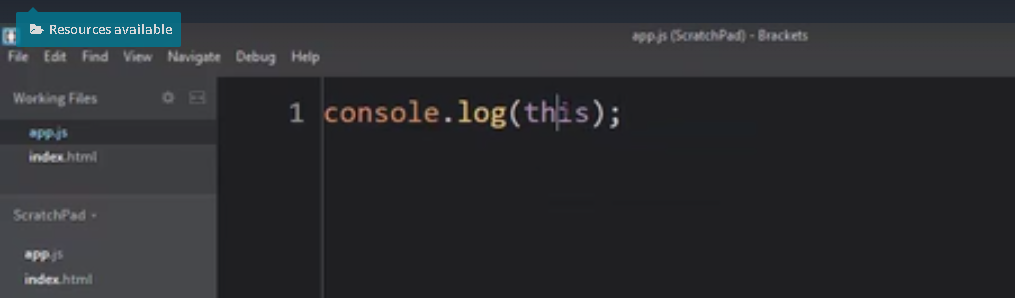 Resources available
app.js (ScratchPad) - Brackets
File Edit Find View Navigate Debug Help
Working Files
app.js
index.html
ScratchPad
app.js
index.html
1 console.log(this);